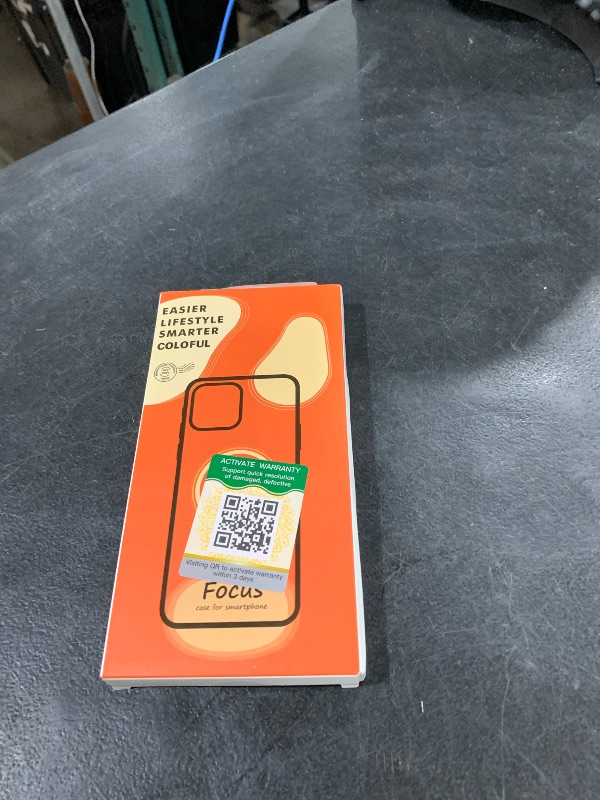 EASIER
LIFESTYLE
SMARTER
COLOFUL
ACTIVATE WARRANTY
Support quick resolution
of damaged, defective
Visiting QR to activate warranty
within 3 days
Focus
case for smartphone